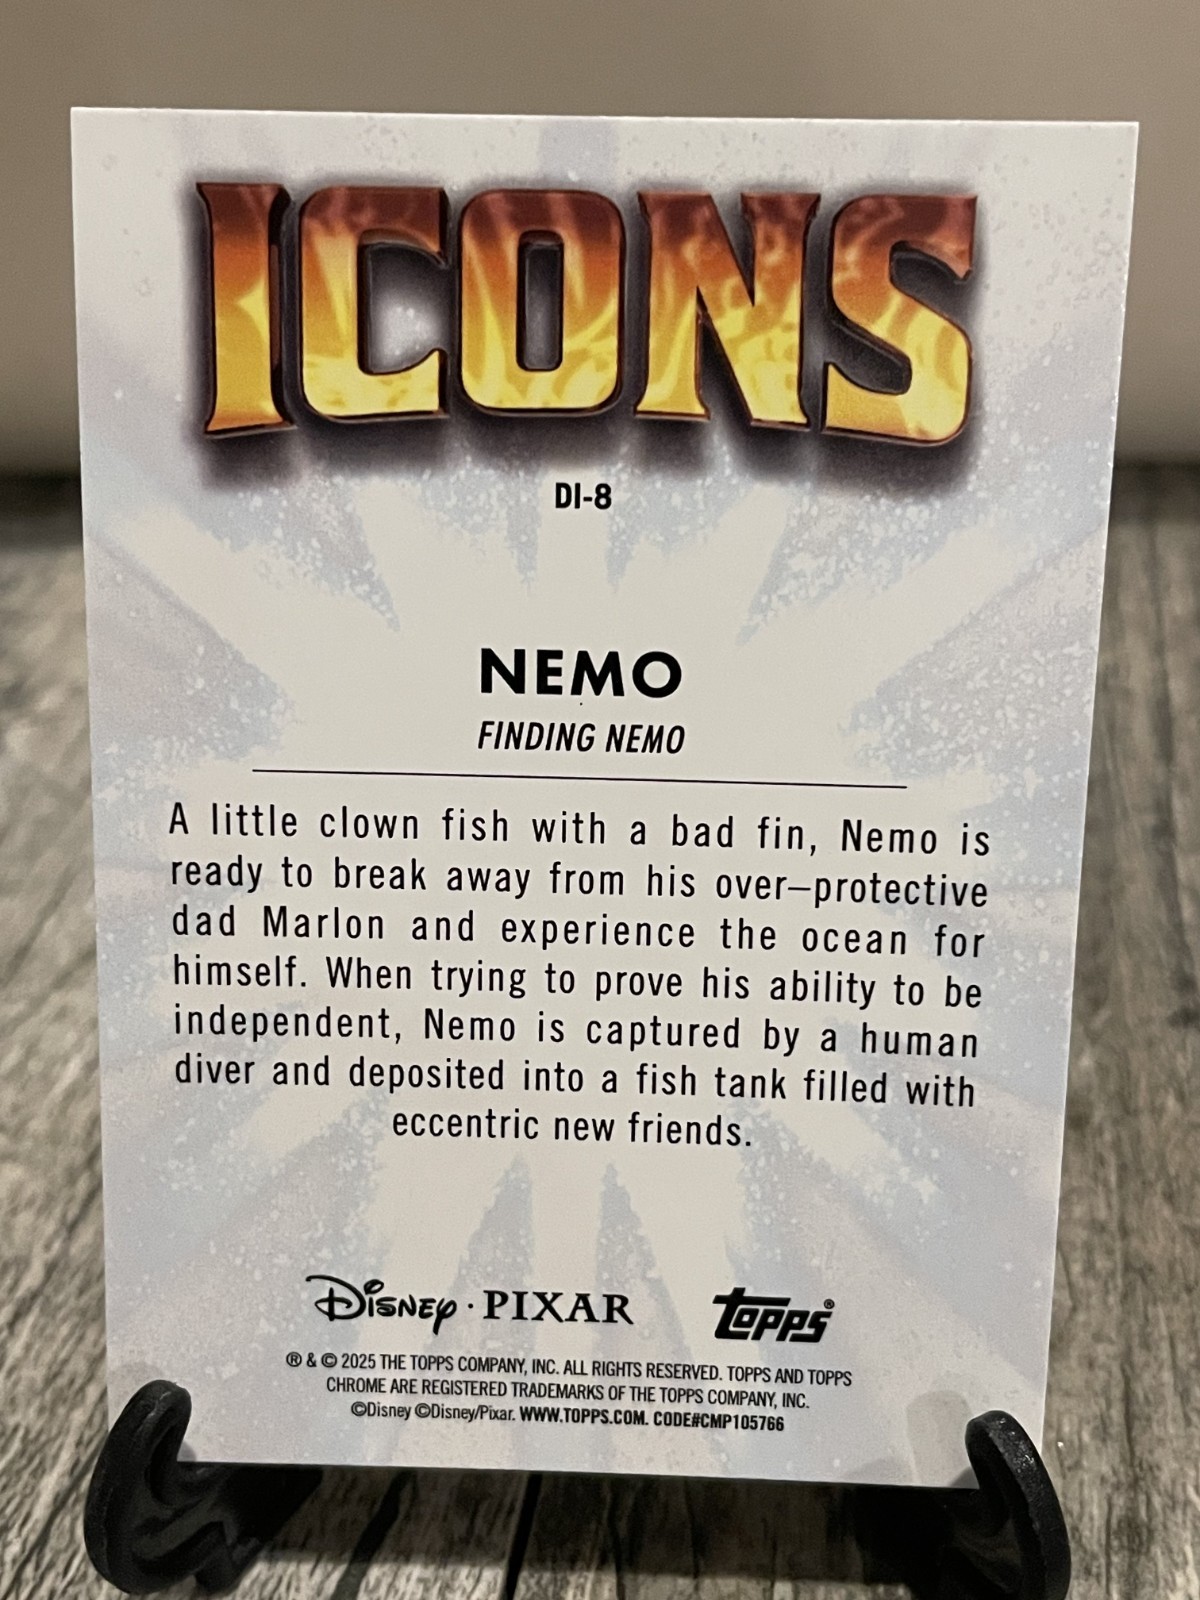 ICONS
DI-8
NEMO
FINDING NEMO
A little clown fish with a bad fin, Nemo is
ready to break away from his over–protective
dad Marlon and experience the ocean for
himself. When trying to prove his ability to be
independent, Nemo is captured by a human
diver and deposited into a fish tank filled with
eccentric new friends.
Disney · PIXAR
topps®
® & © 2025 THE TOPPS COMPANY, INC. ALL RIGHTS RESERVED. TOPPS AND TOPPS
CHROME ARE REGISTERED TRADEMARKS OF THE TOPPS COMPANY, INC.
©Disney ©Disney/Pixar. WWW.TOPPS.COM. CODE#CMP105766